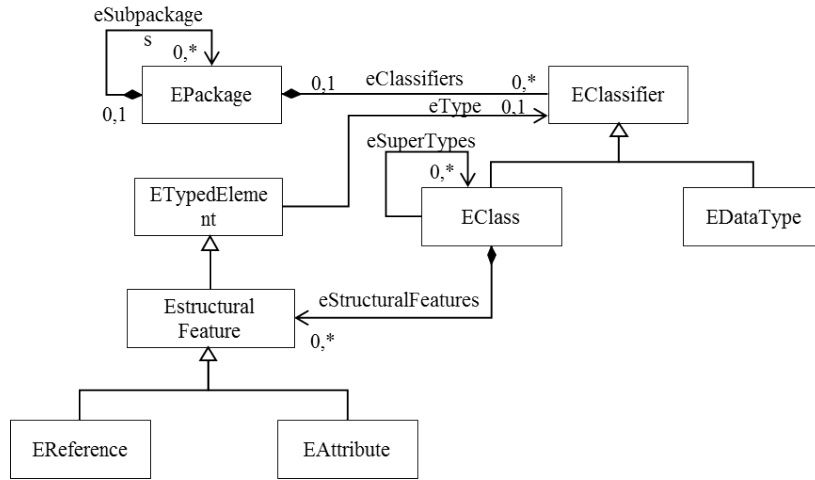 eSubpackage
s
0,*
EPackage
0,1
0,1
eClassifiers
0,*
EClassifier
eType
0,1
eSuperTypes
0,*
ETypedEleme
nt
EClass
EDataType
Estructural
Feature
eStructuralFeatures
0,*
EReference
EAttribute